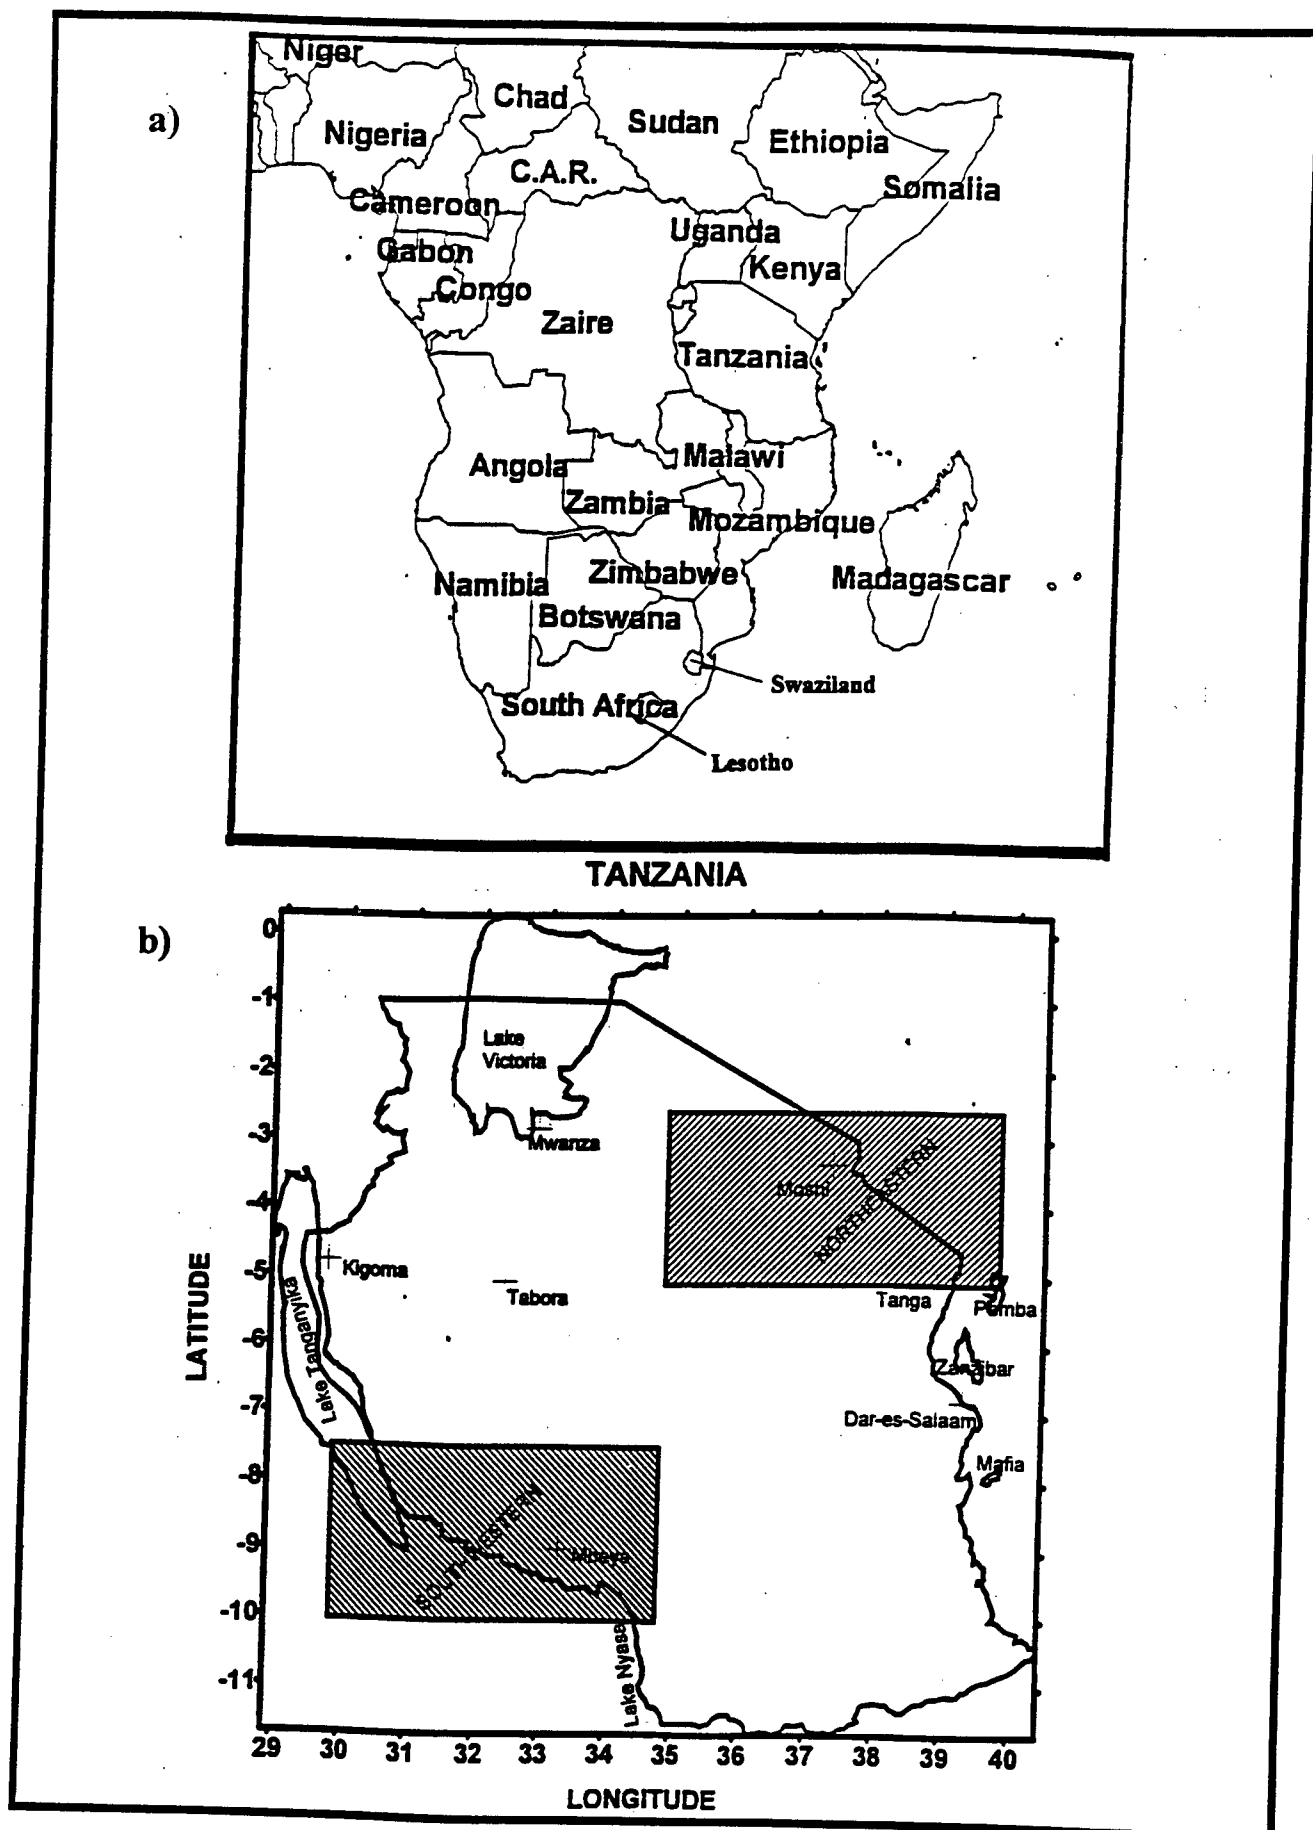 a)
Niger
Chad
Sudan
Nigeria
Ethiopia
C.A.R.
Somalia
Cameroon
Uganda
Gabon
Kenya
Congo
Zaire
Tanzania
Malawi
Angola
Zambia
Mozambique
Zimbabwe
Madagascar
Namibia
Botswana
Swaziland
South Africa
Lesotho
TANZANIA
b)
0
-1
-2
-3
-4
-5
-6
-7
-8
-9
-10
-11
LATITUDE
Lake
Victoria
Mwanza
Moshi
NORTHEASTERN
Kigoma
Tabora
Lake Tanganyika
Tanga
Pemba
Zanzibar
Dar-es-Salaam
Mafia
SOUTHWESTERN
Mbeya
Lake Nyasa
29 30 31 32 33 34 35 36 37 38 39 40
LONGITUDE